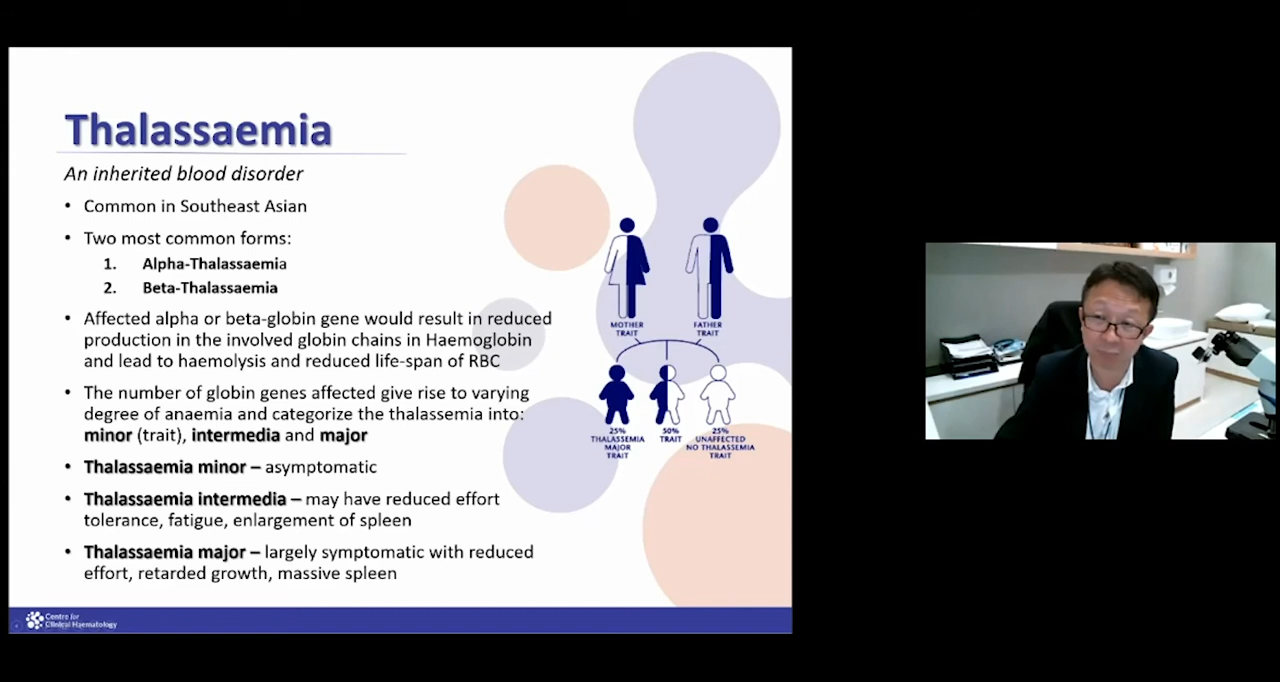 Thalassaemia
An inherited blood disorder
• Common in Southeast Asian
• Two most common forms:
1. Alpha-Thalassaemia
2. Beta-Thalassaemia
• Affected alpha or beta-globin gene would result in reduced
production in the involved globin chains in Haemoglobin
and lead to haemolysis and reduced life-span of RBC
• The number of globin genes affected give rise to varying
degree of anaemia and categorize the thalassemia into:
minor (trait), intermedia and major
• Thalassaemia minor – asymptomatic
• Thalassaemia intermedia – may have reduced effort
tolerance, fatigue, enlargement of spleen
• Thalassaemia major – largely symptomatic with reduced
effort, retarded growth, massive spleen
MOTHER
TRAIT
FATHER
TRAIT
25%
THALASSEMIA
MAJOR
TRAIT
50%
TRAIT
25%
UNAFFECTED
NO THALASSEMIA
TRAIT
Centre for
Clinical Haematology